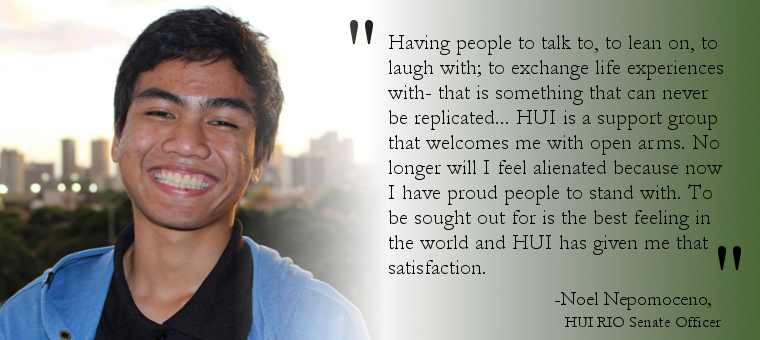 "Having people to talk to, to lean on, to
laugh with; to exchange life experiences
with- that is something that can never
be replicated... HUI is a support group
that welcomes me with open arms. No
longer will I feel alienated because now
I have proud people to stand with. To
be sought out for is the best feeling in
the world and HUI has given me that
satisfaction."
-Noel Nepomoceno,
HUI RIO Senate Officer